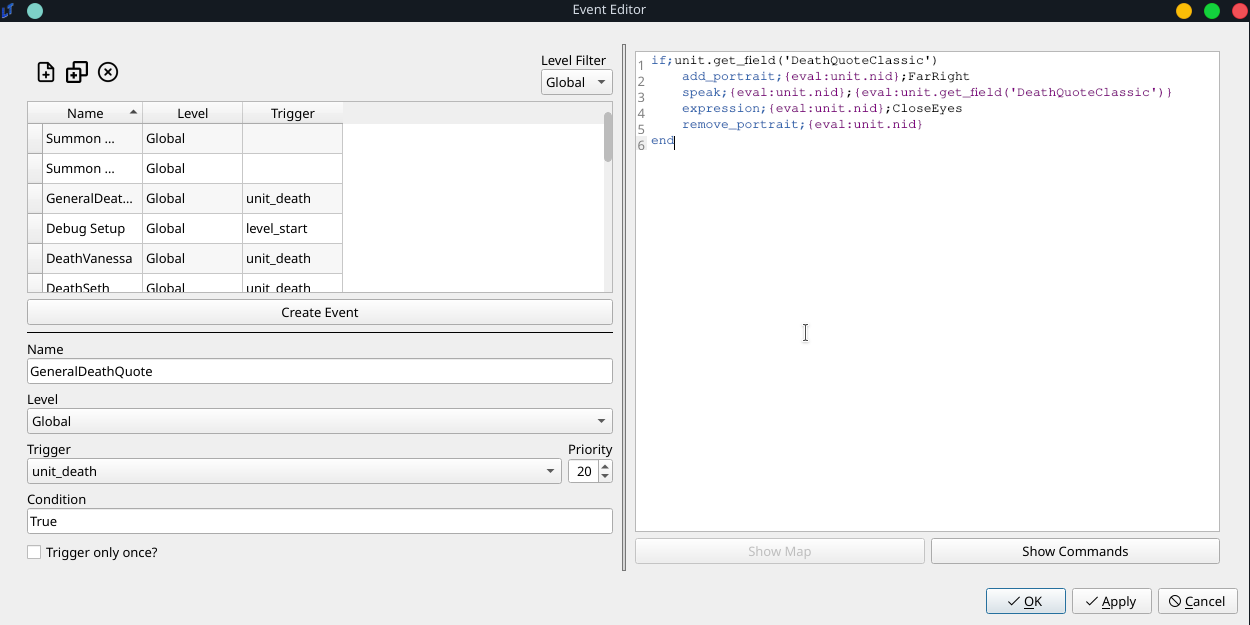 Event Editor
Level Filter
Global
Name Level Trigger
Summon ... Global
Summon ... Global
GeneralDeat... Global unit_death
Debug Setup Global level_start
DeathVanessa Global unit_death
DeathSeth Global unit_death
Create Event
Name
GeneralDeathQuote
Level
Global
Trigger Priority
unit_death 20
Condition
True
Trigger only once?
1 if;unit.get_field('DeathQuoteClassic')
2 add_portrait;{eval:unit.nid};FarRight
3 speak;{eval:unit.nid};{eval:unit.get_field('DeathQuoteClassic')}
4 expression;{eval:unit.nid};CloseEyes
5 remove_portrait;{eval:unit.nid}
6 end
Show Map Show Commands
OK Apply Cancel